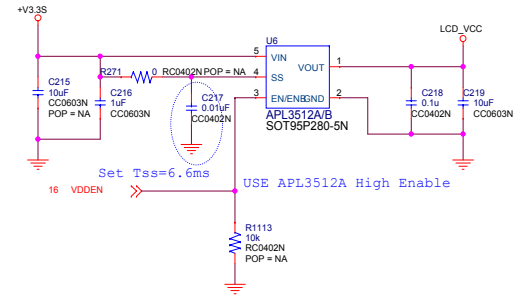 +V3.3S
LCD_VCC
U6
5 VIN
VOUT 1
R271 0 RC0402N POP = NA
4 SS
3 EN/ENB GND 2
APL3512A/B
SOT95P280-5N
C215
10uF
CC0603N
POP = NA
C216
1uF
CC0603N
C217
0.01uF
CC0402N
C218
0.1u
CC0402N
C219
10uF
CC0603N
Set Tss=6.6ms
16 VDDEN
USE APL3512A High Enable
R1113
10k
RC0402N
POP = NA